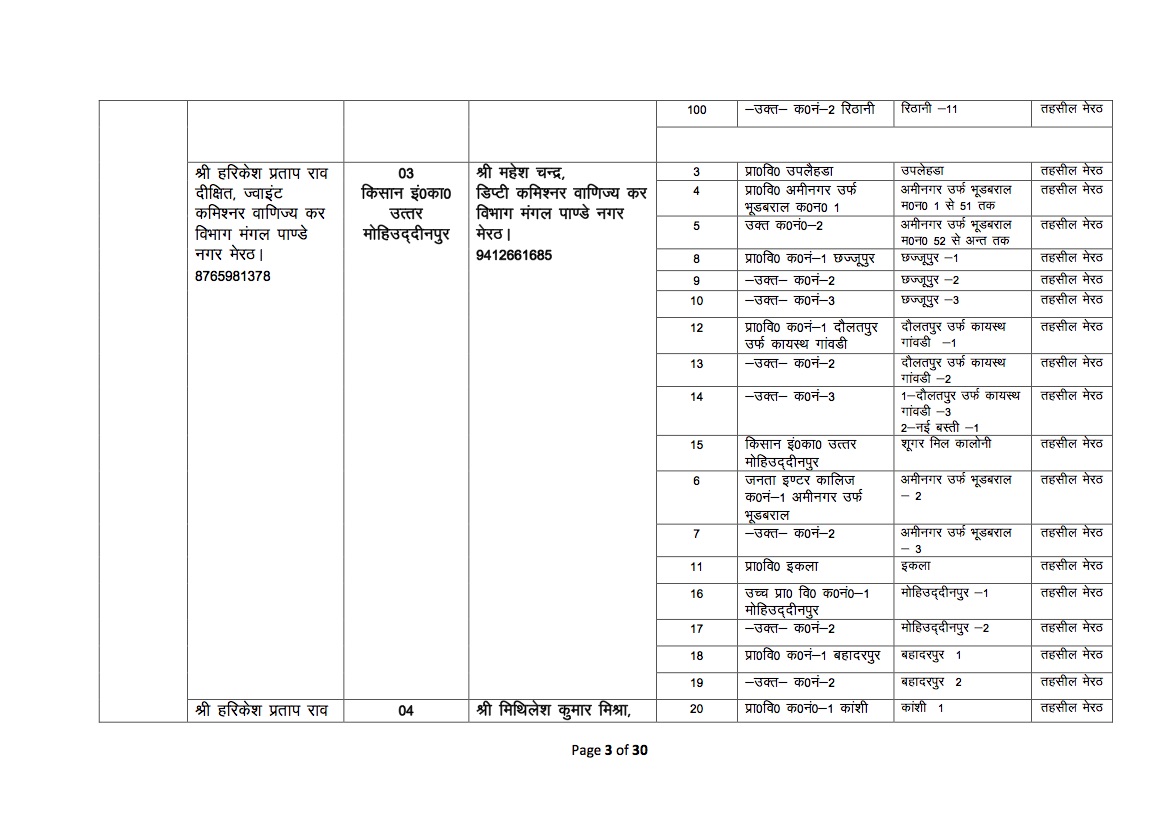 100 –उक्त– क0नं–2 रिठानी रिठानी –11 तहसील मेरठ
श्री हरिकेश प्रताप राव
दीक्षित, ज्वाइंट
कमिश्नर वाणिज्य कर
विभाग मंगल पाण्डे
नगर मेरठ।
8765981378
03
किसान इं0का0
उत्तर
मोहिउद्दीनपुर
श्री महेश चन्द्र,
डिप्टी कमिश्नर वाणिज्य कर
विभाग मंगल पाण्डे नगर
मेरठ।
9412661685
3 प्रा0वि0 उपलैहडा उपलेहडा तहसील मेरठ
4 प्रा0वि0 अमीनगर उर्फ अमीनगर उर्फ भूडबराल तहसील मेरठ
भूडबराल क0न0 1 म0न0 1 से 51 तक
5 उक्त क0नं0–2 अमीनगर उर्फ भूडबराल तहसील मेरठ
म0न0 52 से अन्त तक
8 प्रा0वि0 क0नं–1 छज्जूपुर छज्जूपुर –1 तहसील मेरठ
9 –उक्त– क0नं–2 छज्जूपुर –2 तहसील मेरठ
10 –उक्त– क0नं–3 छज्जूपुर –3 तहसील मेरठ
12 प्रा0वि0 क0नं–1 दौलतपुर दौलतपुर उर्फ कायस्थ तहसील मेरठ
उर्फ कायस्थ गांवडी गांवडी –1
13 –उक्त– क0नं–2 दौलतपुर उर्फ कायस्थ तहसील मेरठ
गांवडी –2
14 –उक्त– क0नं–3 1–दौलतपुर उर्फ कायस्थ तहसील मेरठ
गांवडी –3
2–नई बस्ती –1
15 किसान इं0का0 उत्तर शूगर मिल कालोनी तहसील मेरठ
मोहिउद्दीनपुर
6 जनता इण्टर कालिज अमीनगर उर्फ भूडबराल तहसील मेरठ
क0नं–1 अमीनगर उर्फ – 2
भूडबराल
7 –उक्त– क0नं–2 अमीनगर उर्फ भूडबराल तहसील मेरठ
– 3
11 प्रा0वि0 इकला इकला तहसील मेरठ
16 उच्च प्रा0 वि0 क0नं0–1 मोहिउद्दीनपुर –1 तहसील मेरठ
मोहिउद्दीनपुर
17 –उक्त– क0नं–2 मोहिउद्दीनपुर –2 तहसील मेरठ
18 प्रा0वि0 क0नं–1 बहादरपुर बहादरपुर 1 तहसील मेरठ
19 –उक्त– क0नं–2 बहादरपुर 2 तहसील मेरठ
श्री हरिकेश प्रताप राव 04 श्री मिथिलेश कुमार मिश्रा, 20 प्रा0वि0 क0नं0–1 कांशी कांशी 1 तहसील मेरठ
Page 3 of 30